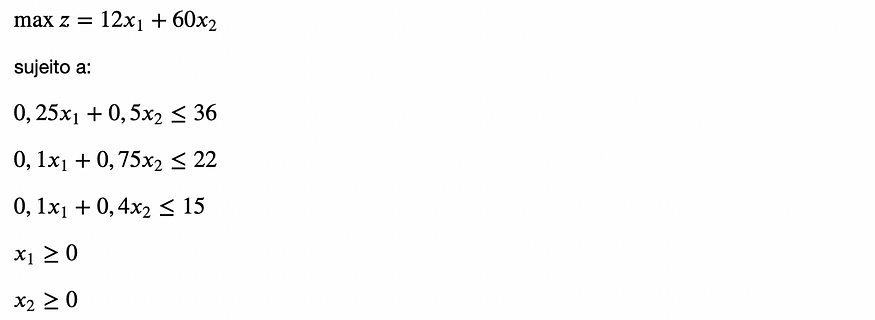 max z = 12x₁ + 60x₂
sujeito a:
0, 25x₁ + 0, 5x₂ ≤ 36
0, 1x₁ + 0, 75x₂ ≤ 22
0, 1x₁ + 0, 4x₂ ≤ 15
x₁ ≥ 0
x₂ ≥ 0